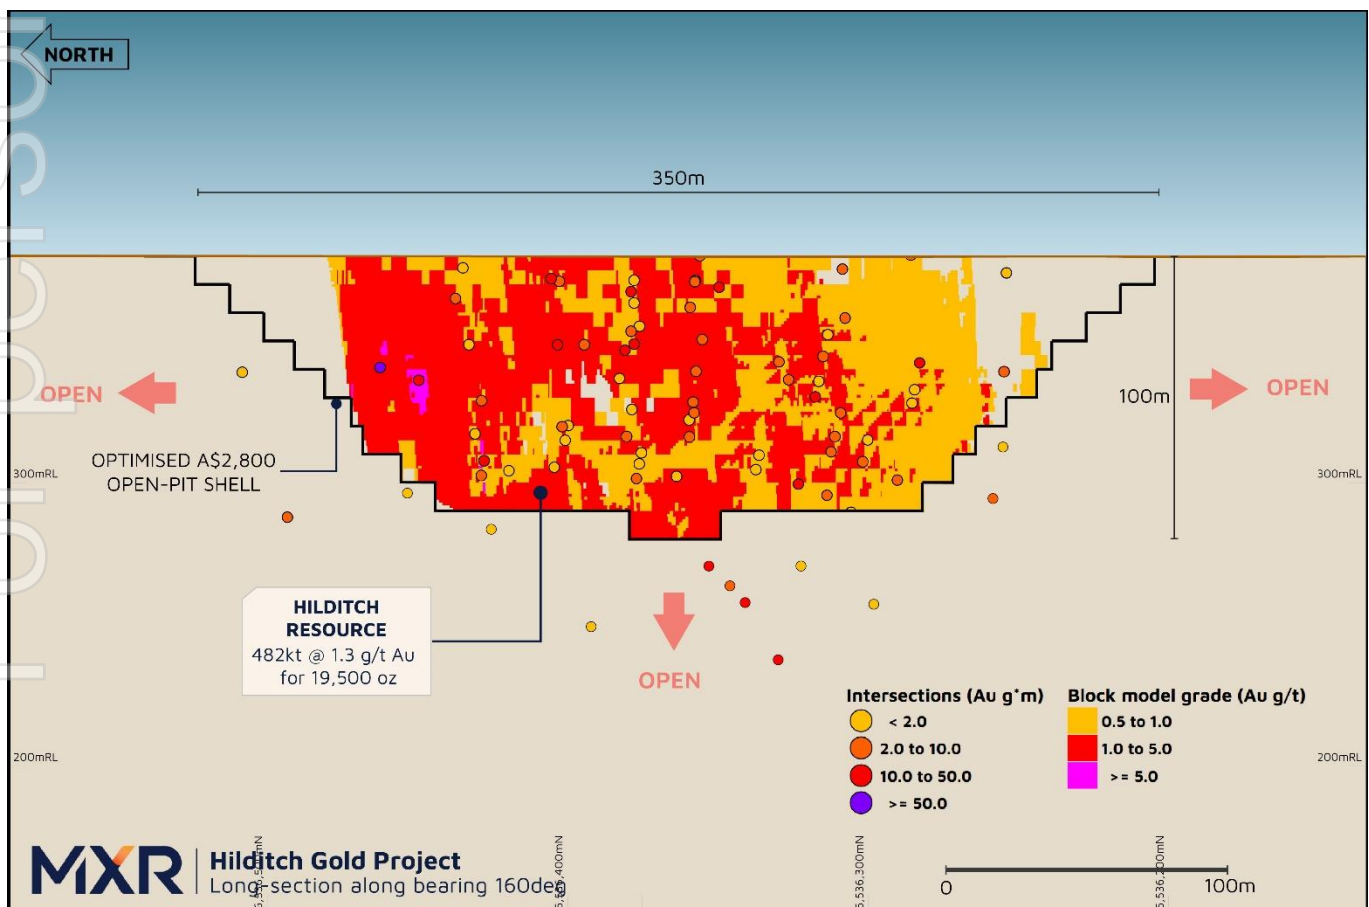 NORTH
350m
OPEN
100m
OPEN
OPTIMISED A$2,800
OPEN-PIT SHELL
300mRL
300mRL
HILDITCH
RESOURCE
482kt @ 1.3 g/t Au
for 19,500 oz
OPEN
Intersections (Au g*m)
< 2.0
2.0 to 10.0
10.0 to 50.0
>= 50.0
Block model grade (Au g/t)
0.5 to 1.0
1.0 to 5.0
>= 5.0
200mRL
200mRL
MXR
Hilditch Gold Project
Long-section along bearing 160deg
5,536,300mN
5,536,200mN
0
100m